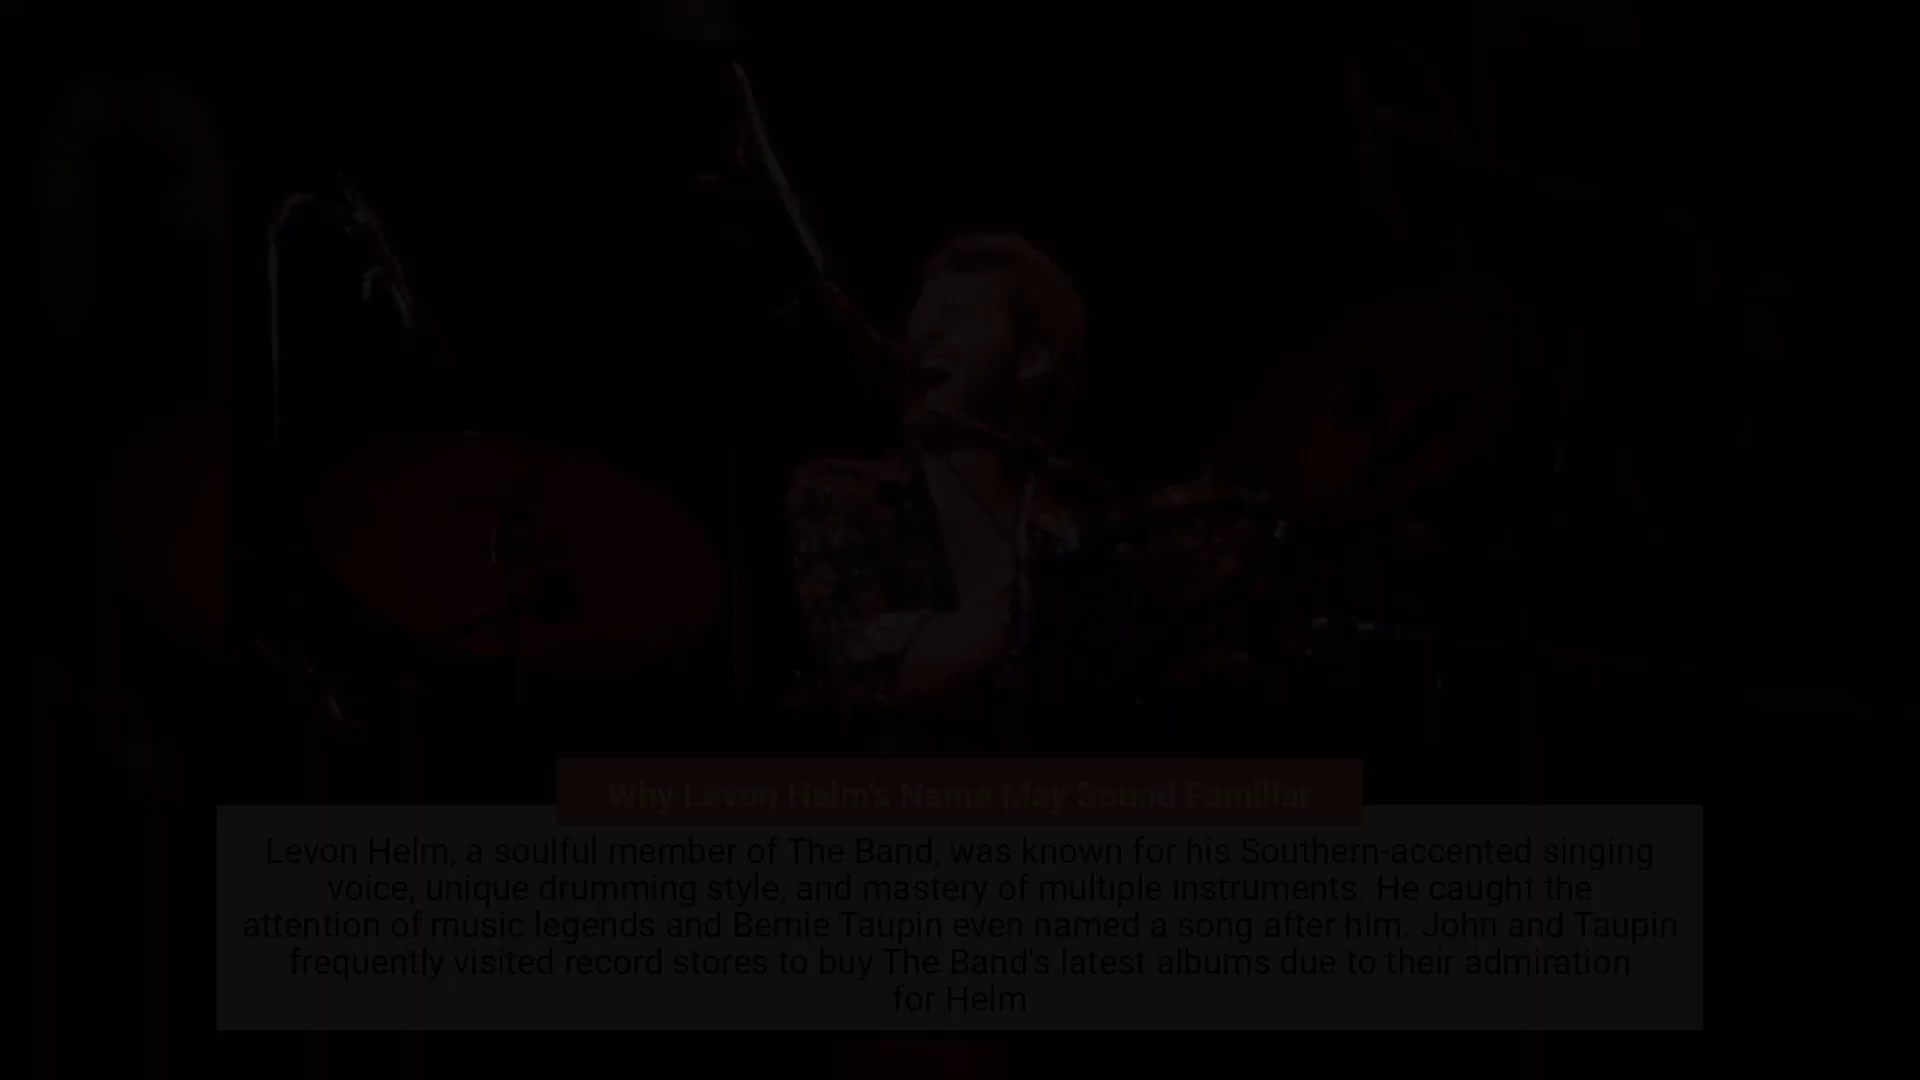 Why Levon Helm's Name May Sound Familiar
Levon Helm, a soulful member of The Band, was known for his Southern-accented singing
voice, unique drumming style, and mastery of multiple instruments. He caught the
attention of music legends and Bernie Taupin even named a song after him. John and Taupin
frequently visited record stores to buy The Band's latest albums due to their admiration
for Helm